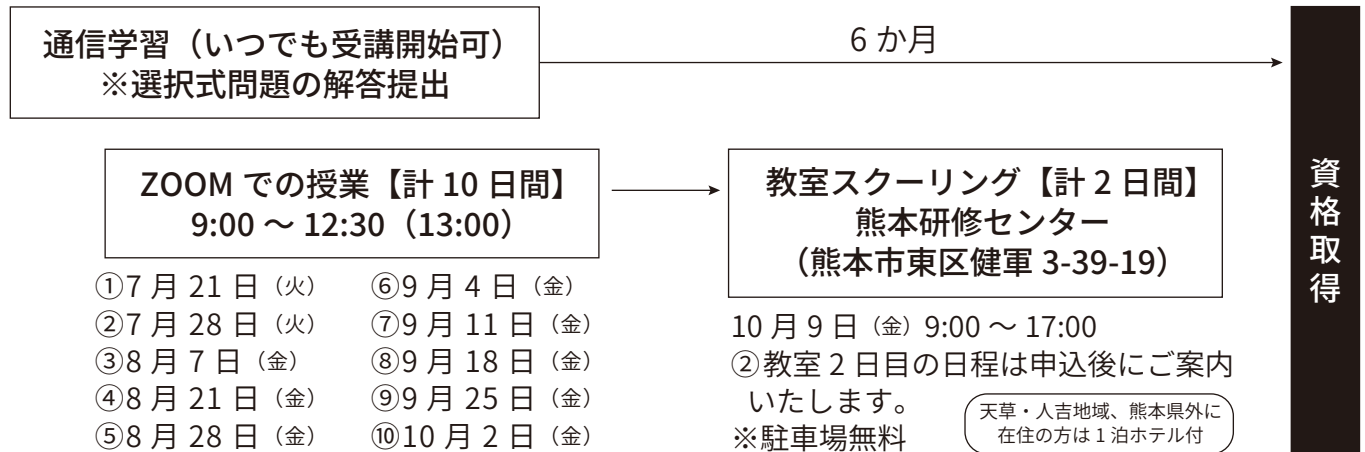 通信学習（いつでも受講開始可）
※選択式問題の解答提出
6 か月
ZOOM での授業【計 10 日間】
9:00 ～ 12:30（13:00）
①7 月 21 日（火）
②7 月 28 日（火）
③8 月 7 日（金）
④8 月 21 日（金）
⑤8 月 28 日（金）
⑥9 月 4 日（金）
⑦9 月 11 日（金）
⑧9 月 18 日（金）
⑨9 月 25 日（金）
⑩10 月 2 日（金）
教室スクーリング【計 2 日間】
熊本研修センター
（熊本市東区健軍 3-39-19）
10 月 9 日（金）9:00 ～ 17:00
②教室 2 日目の日程は申込後にご案内
いたします。
※駐車場無料
天草・人吉地域、熊本県外に
在住の方は 1 泊ホテル付
資格取得